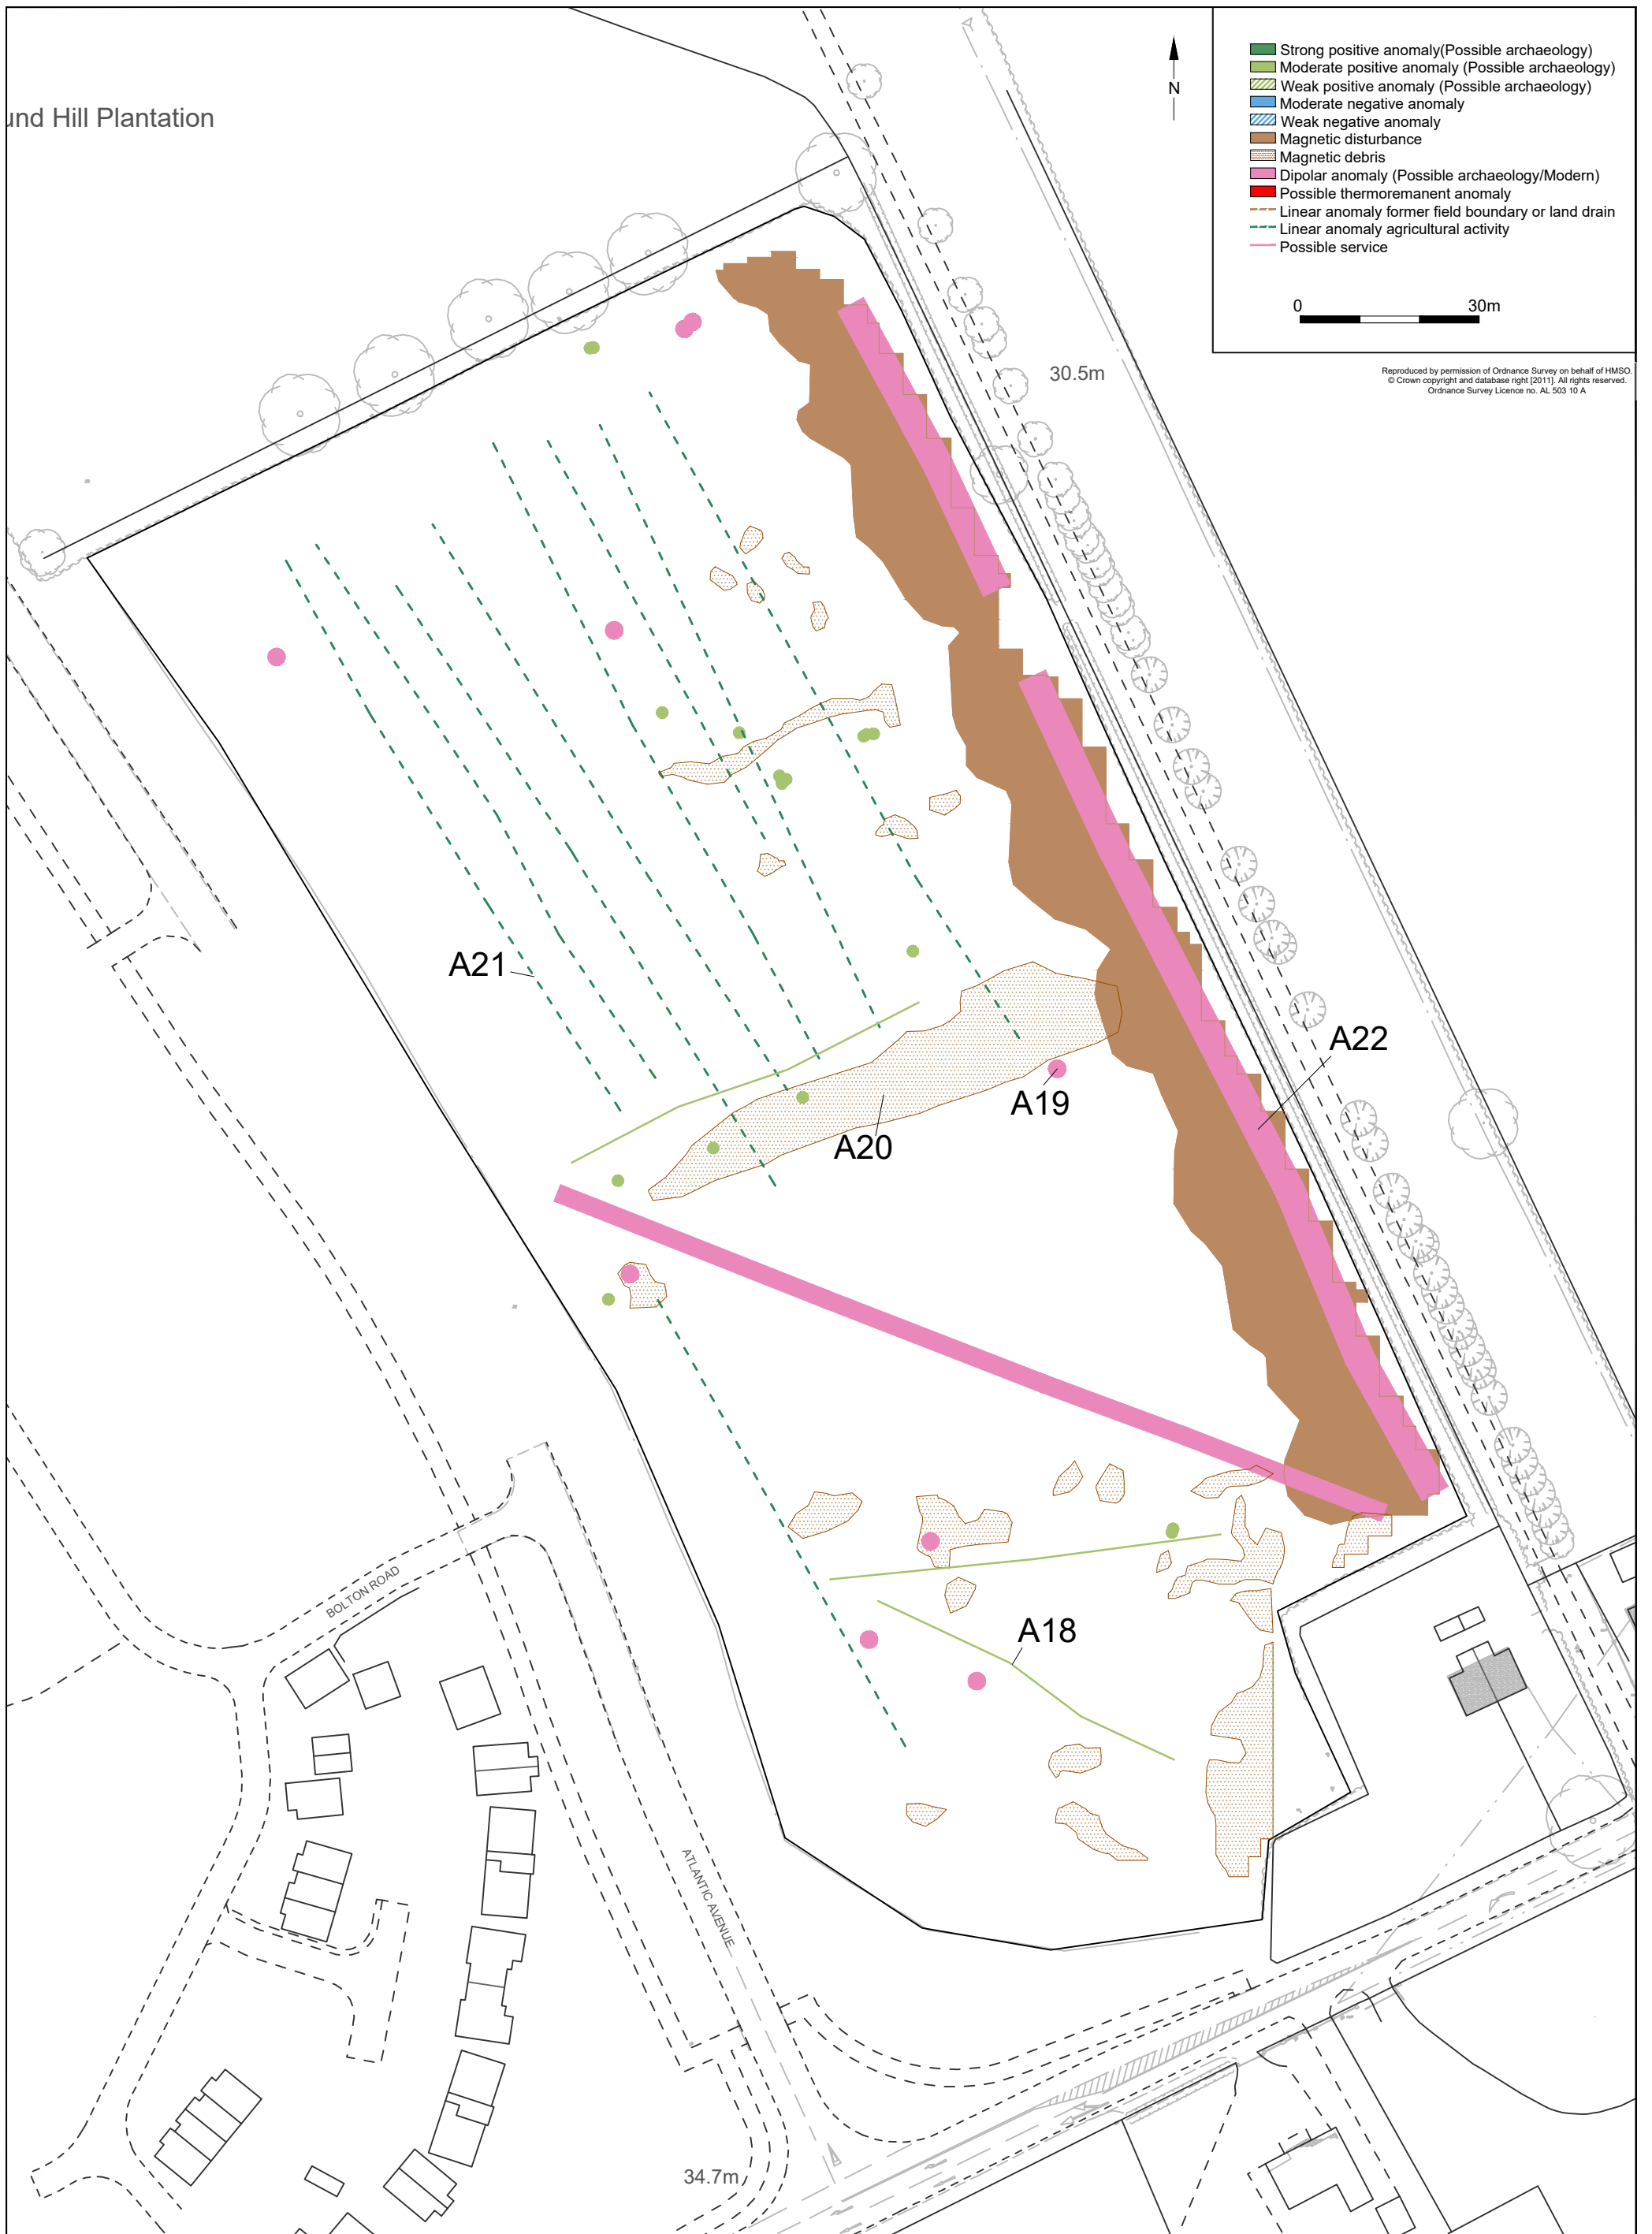 und Hill Plantation
N
Strong positive anomaly(Possible archaeology)
Moderate positive anomaly (Possible archaeology)
Weak positive anomaly (Possible archaeology)
Moderate negative anomaly
Weak negative anomaly
Magnetic disturbance
Magnetic debris
Dipolar anomaly (Possible archaeology/Modern)
Possible thermoremanent anomaly
Linear anomaly former field boundary or land drain
Linear anomaly agricultural activity
Possible service
0 30m
Reproduced by permission of Ordnance Survey on behalf of HMSO.
© Crown copyright and database right [2011]. All rights reserved.
Ordnance Survey Licence no. AL 503 10 A
30.5m
A21
A22
A19
A20
BOLTON ROAD
A18
ATLANTIC AVENUE
34.7m